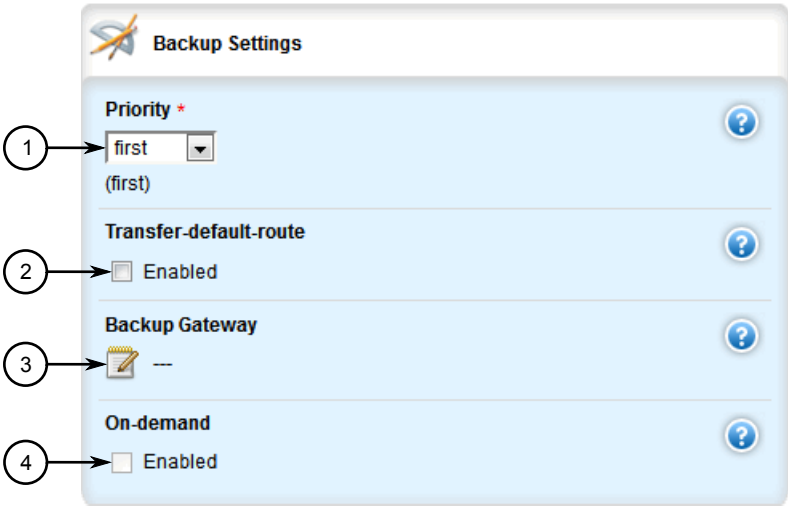 Backup Settings
Priority *
1
first
(first)
Transfer-default-route
2
Enabled
Backup Gateway
3
---
On-demand
4
Enabled